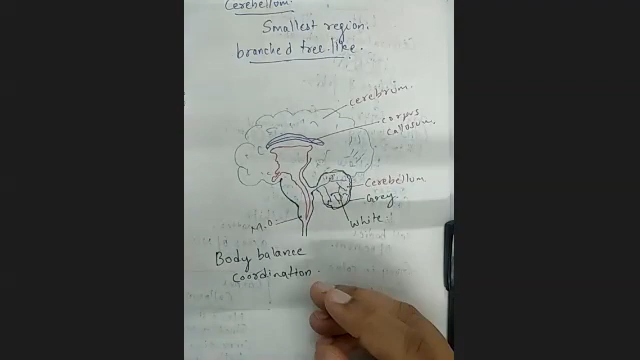 Cerebellum.
Smallest region.
branched tree like.
cerebrum.
corpus
callosum.
Cerebellum
Grey
White
M.O
Body balance
coordination.